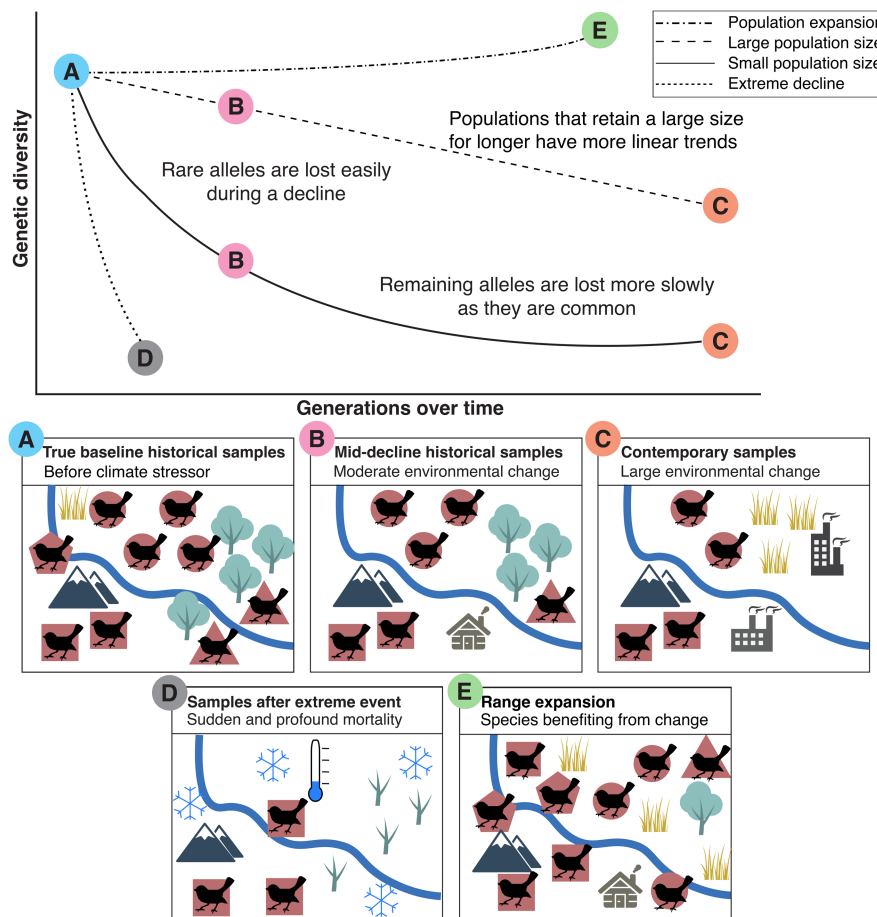 E
Population expansion
Large population size
Small population size
Extreme decline
A
B
Populations that retain a large size
for longer have more linear trends
Rare alleles are lost easily
during a decline
C
Genetic diversity
B
Remaining alleles are lost more slowly
as they are common
C
D
Generations over time
A
True baseline historical samples
Before climate stressor
B
Mid-decline historical samples
Moderate environmental change
C
Contemporary samples
Large environmental change
D
Samples after extreme event
Sudden and profound mortality
E
Range expansion
Species benefiting from change